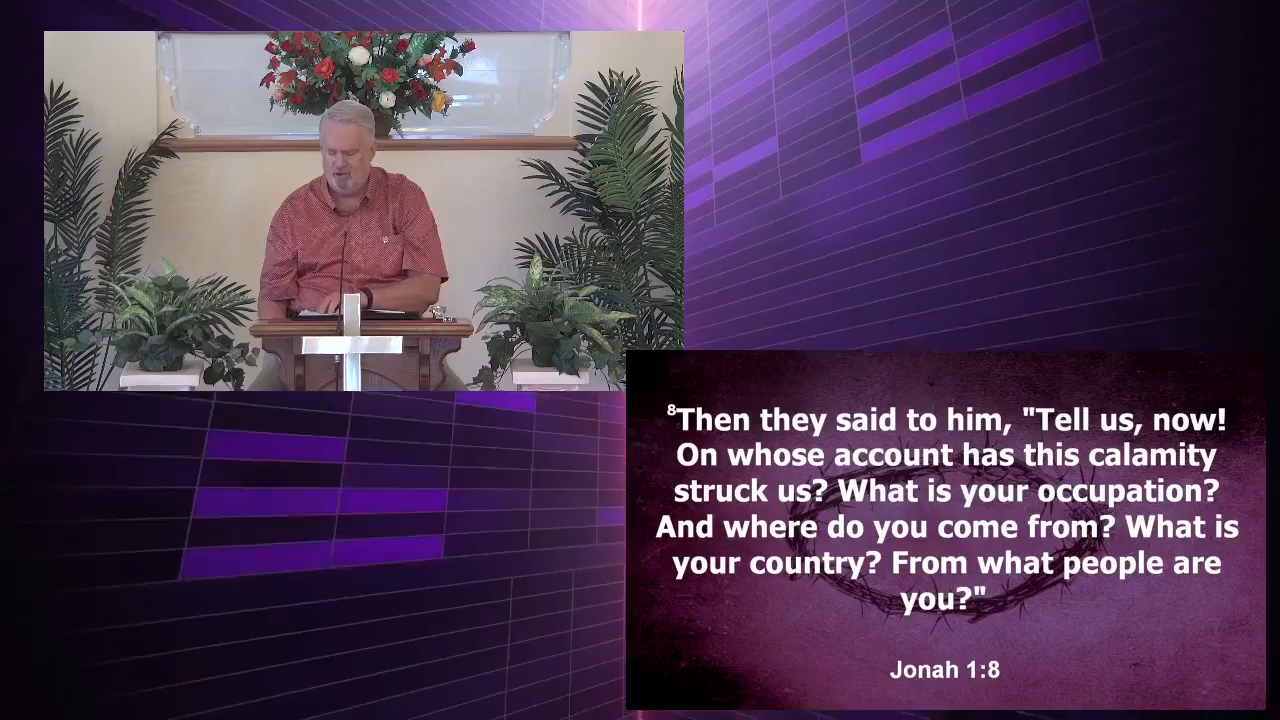 ⁸Then they said to him, "Tell us, now!
On whose account has this calamity
struck us? What is your occupation?
And where do you come from? What is
your country? From what people are
you?"
Jonah 1:8